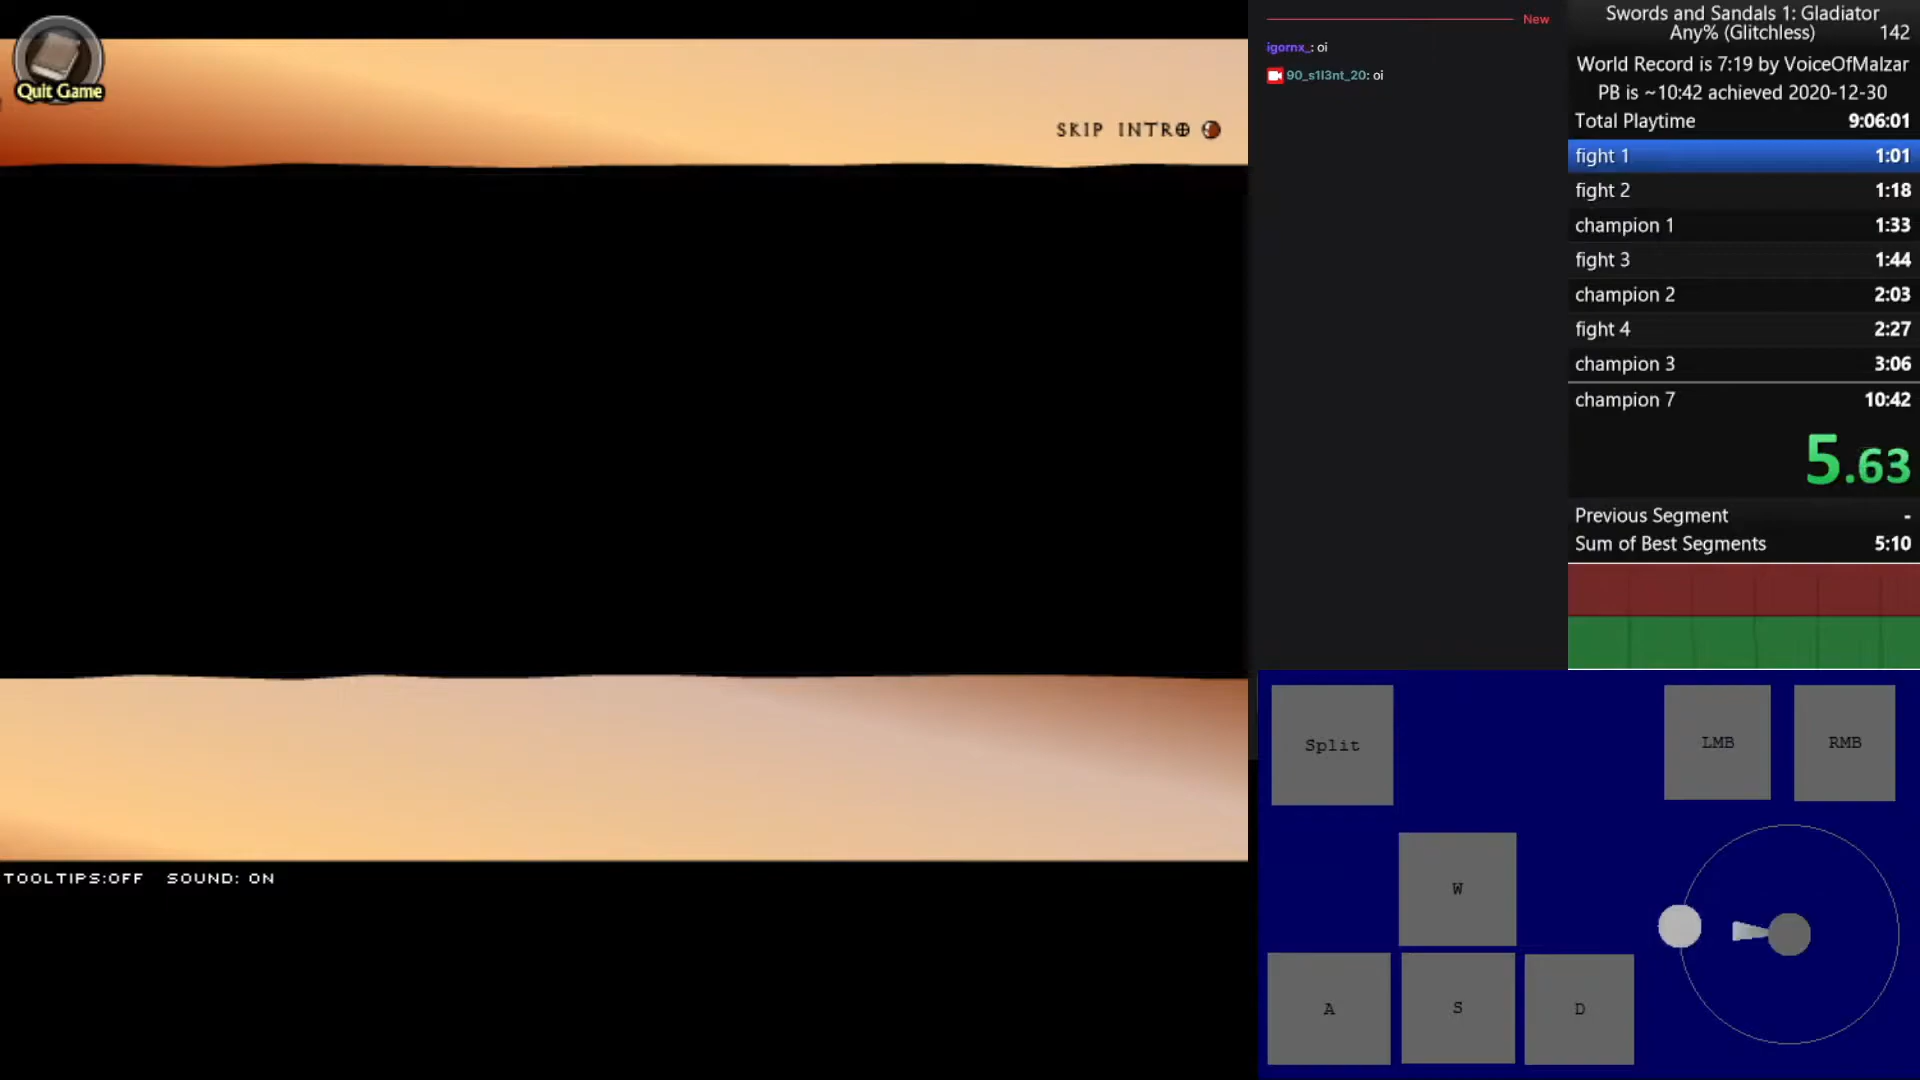 Quit Game
SKIP INTRO
TOOLTIPS:OFF SOUND: ON
New
igornx_: oi
90_s1l3nt_20: oi
Swords and Sandals 1: Gladiator
Any% (Glitchless) 142
World Record is 7:19 by VoiceOfMalzar
PB is ~10:42 achieved 2020-12-30
Total Playtime 9:06:01
fight 1 1:01
fight 2 1:18
champion 1 1:33
fight 3 1:44
champion 2 2:03
fight 4 2:27
champion 3 3:06
champion 7 10:42
5.63
Previous Segment -
Sum of Best Segments 5:10
Split
LMB
RMB
W
A
S
D